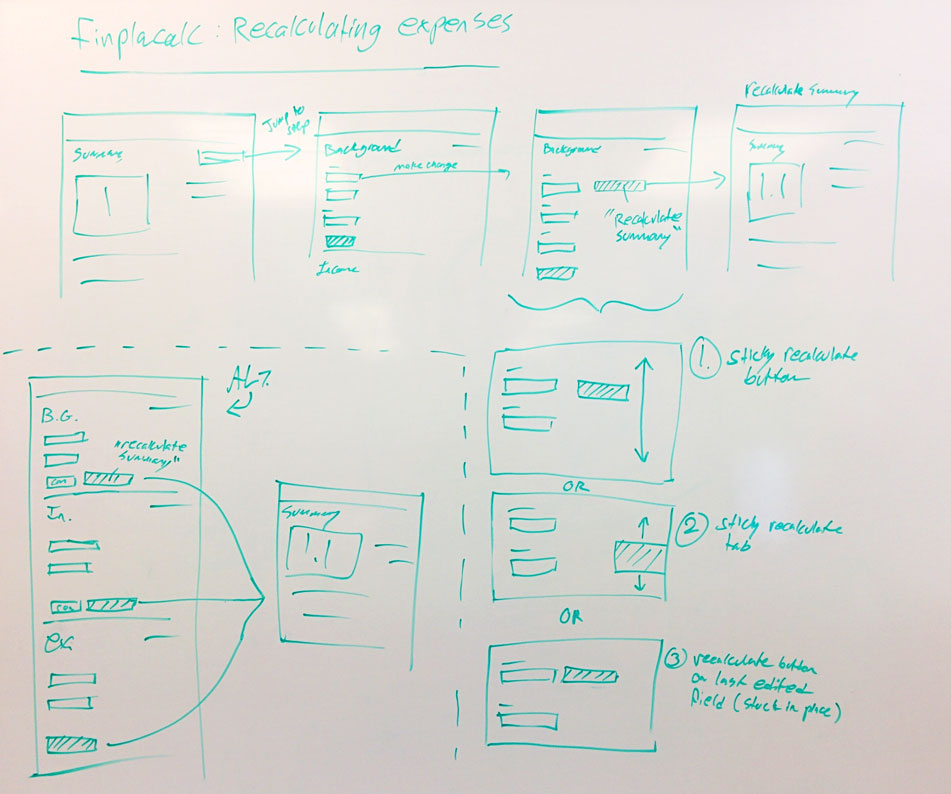 Finplacalc: Recalculating expenses
Summary
1
Jump to
step
Background
make change
Income
Background
"Recalculate
Summary"
recalculate summary
Summary
1.1
ALT.
B.G.
"recalculate
Summary"
con
In.
con
ex.
Summary
1.1
1. sticky recalculate
button
OR
2 sticky recalculate
tab
OR
3 recalculate button
on last edited
field (stuck in place)